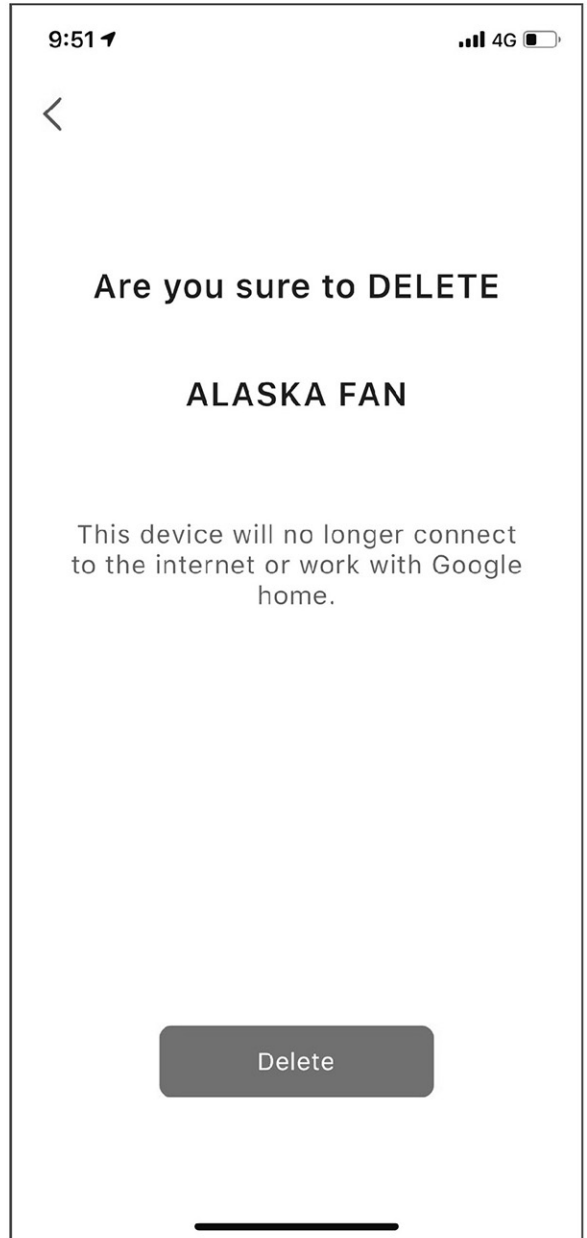 9:51
4G
Are you sure to DELETE
ALASKA FAN
This device will no longer connect
to the internet or work with Google
home.
Delete